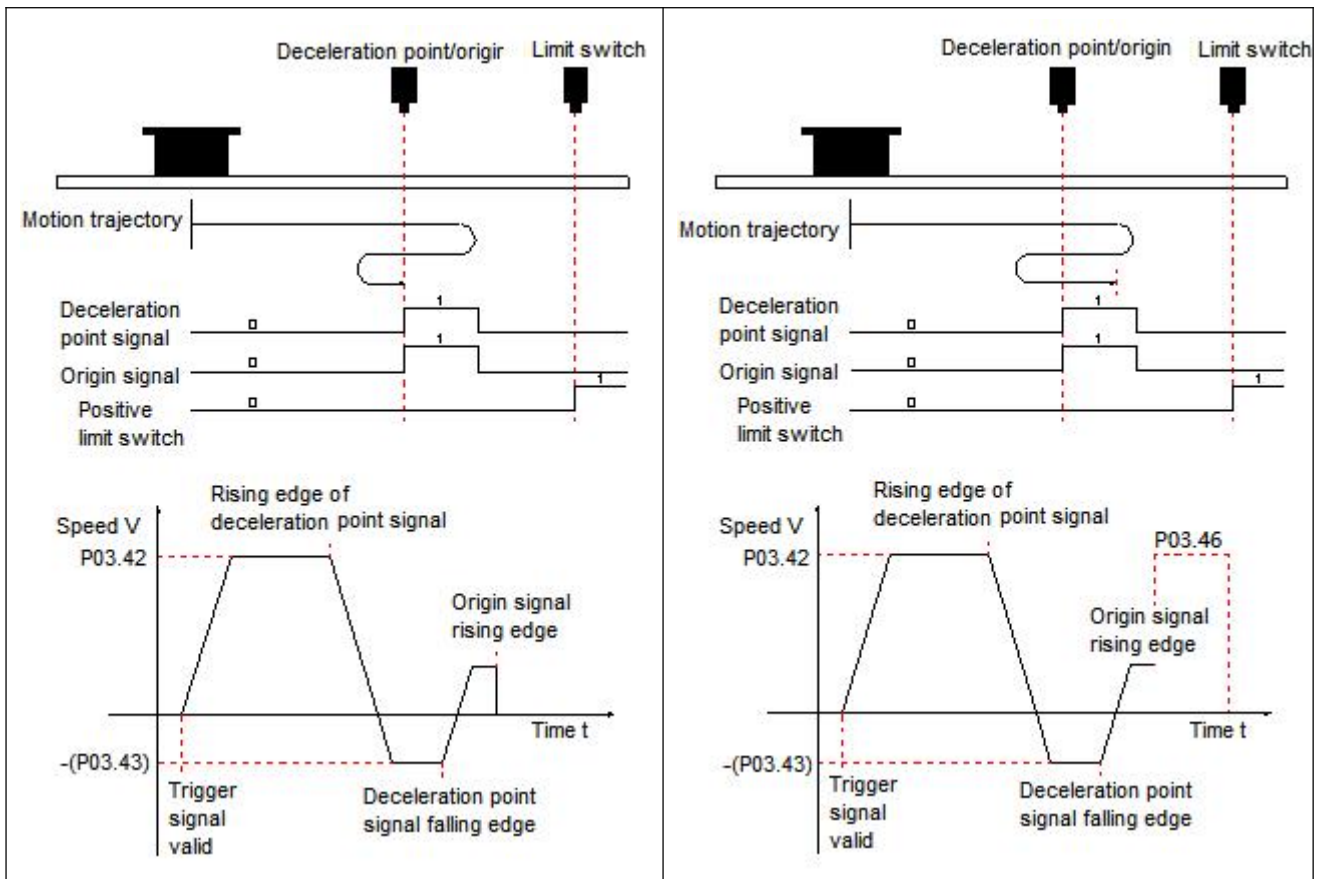 Deceleration point/origir
Limit switch
Motion trajectory
1
Deceleration
point signal
0
1
Origin signal
0
1
Positive
limit switch
0
Rising edge of
deceleration point signal
Speed V
P03.42
Origin signal
rising edge
Time t
-(P03.43)
Trigger
signal
valid
Deceleration point
signal falling edge
Deceleration point/origin
Limit switch
Motion trajectory
1
Deceleration
point signal
0
1
Origin signal
0
1
Positive
limit switch
0
Rising edge of
deceleration point signal
Speed V
P03.42
P03.46
Origin signal
rising edge
Time t
-(P03.43)
Trigger
signal
valid
Deceleration point
signal falling edge